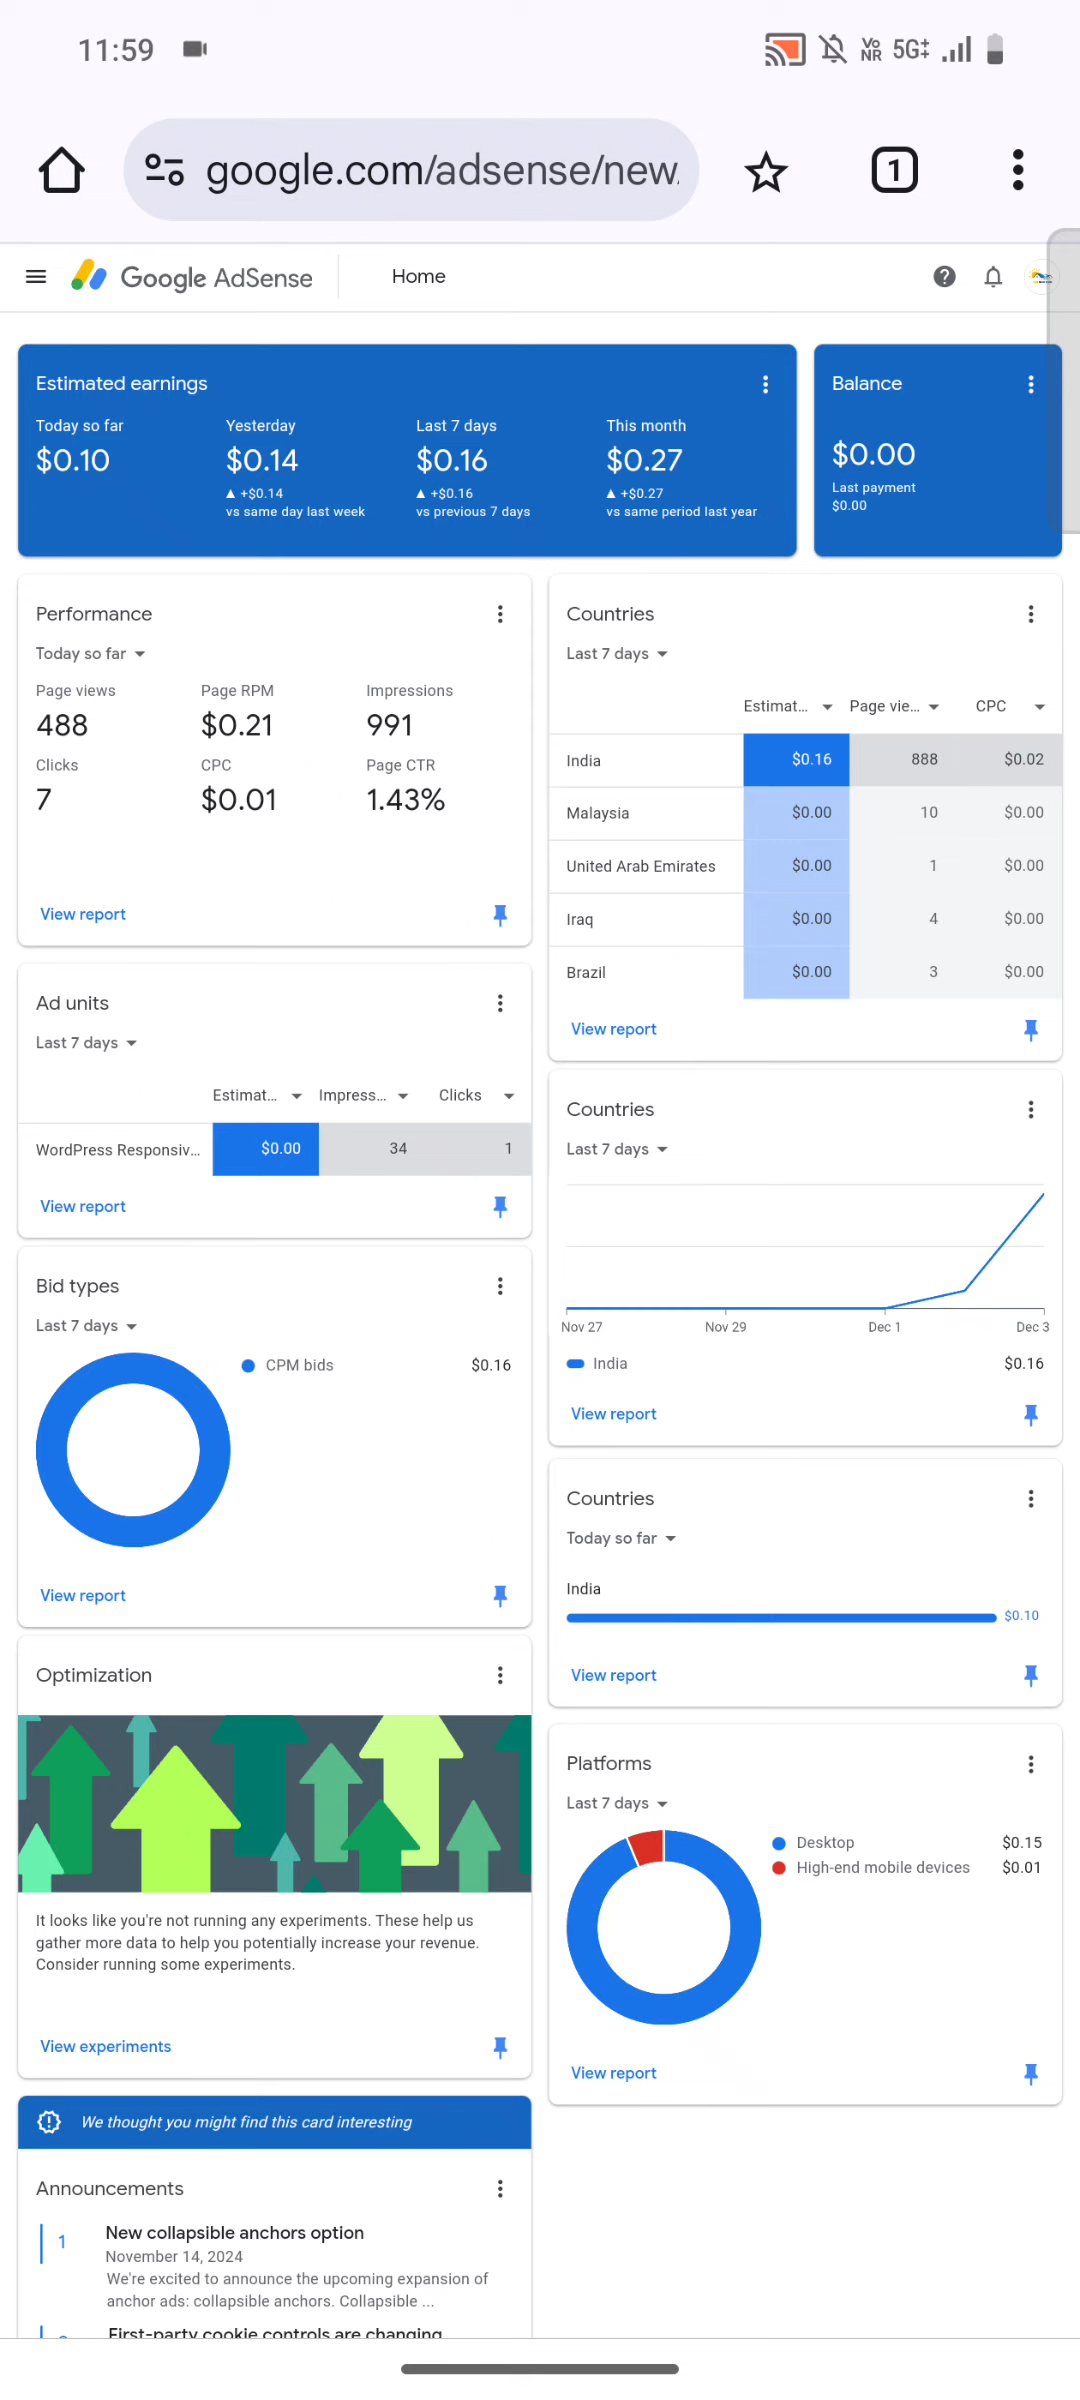 11:59
Vo
NR
5G
google.com/adsense/new
1
Google AdSense
Home
Estimated earnings
Today so far
$0.10
Yesterday
$0.14
+$0.14
vs same day last week
Last 7 days
$0.16
+$0.16
vs previous 7 days
This month
$0.27
+$0.27
vs same period last year
Balance
$0.00
Last payment
$0.00
Performance
Today so far
Page views
488
Page RPM
$0.21
Impressions
991
Clicks
7
CPC
$0.01
Page CTR
1.43%
View report
Countries
Last 7 days
Estimat... Page vie... CPC
India $0.16 888 $0.02
Malaysia $0.00 10 $0.00
United Arab Emirates $0.00 1 $0.00
Iraq $0.00 4 $0.00
Brazil $0.00 3 $0.00
View report
Ad units
Last 7 days
Estimat... Impress... Clicks
WordPress Responsiv... $0.00 34 1
View report
Countries
Last 7 days
Nov 27 Nov 29 Dec 1 Dec 3
India $0.16
View report
Bid types
Last 7 days
CPM bids $0.16
View report
Countries
Today so far
India
$0.10
View report
Optimization
It looks like you're not running any experiments. These help us
gather more data to help you potentially increase your revenue.
Consider running some experiments.
View experiments
Platforms
Last 7 days
Desktop $0.15
High-end mobile devices $0.01
View report
We thought you might find this card interesting
Announcements
1
New collapsible anchors option
November 14, 2024
We're excited to announce the upcoming expansion of
anchor ads: collapsible anchors. Collapsible ...
First-party cookie controls are changing